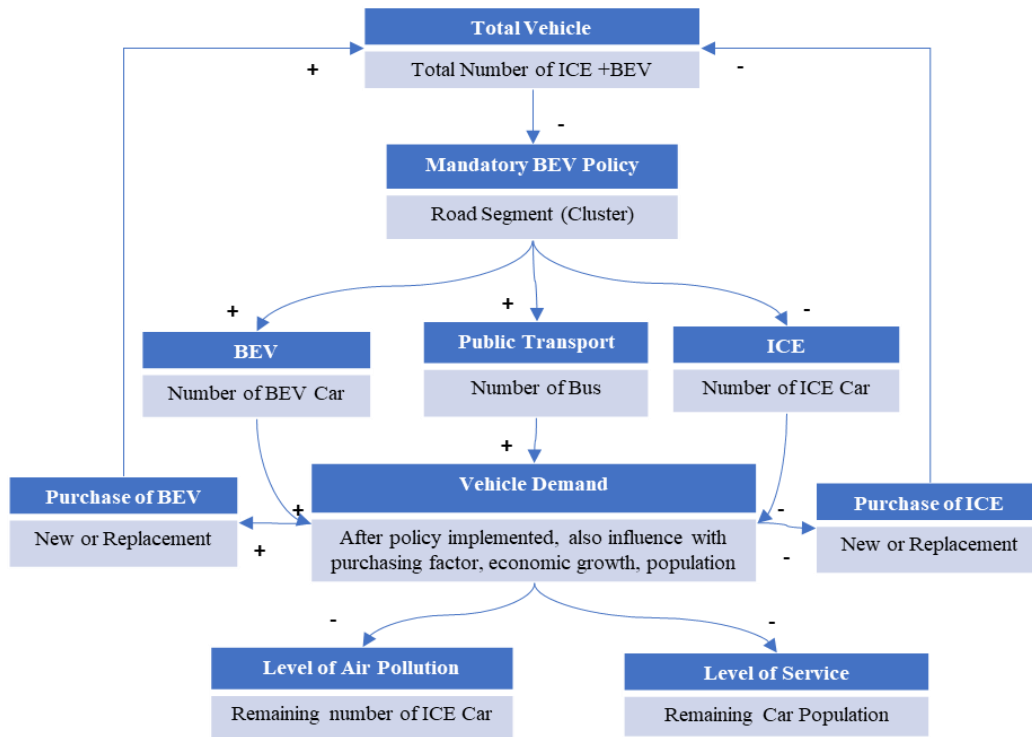 Total Vehicle
+
Total Number of ICE +BEV
-
-
Mandatory BEV Policy
Road Segment (Cluster)
+
+
-
BEV
Public Transport
ICE
Number of BEV Car
Number of Bus
Number of ICE Car
+
Purchase of BEV
Vehicle Demand
Purchase of ICE
+
-
New or Replacement
After policy implemented, also influence with
purchasing factor, economic growth, population
New or Replacement
+
-
-
-
Level of Air Pollution
Level of Service
Remaining number of ICE Car
Remaining Car Population